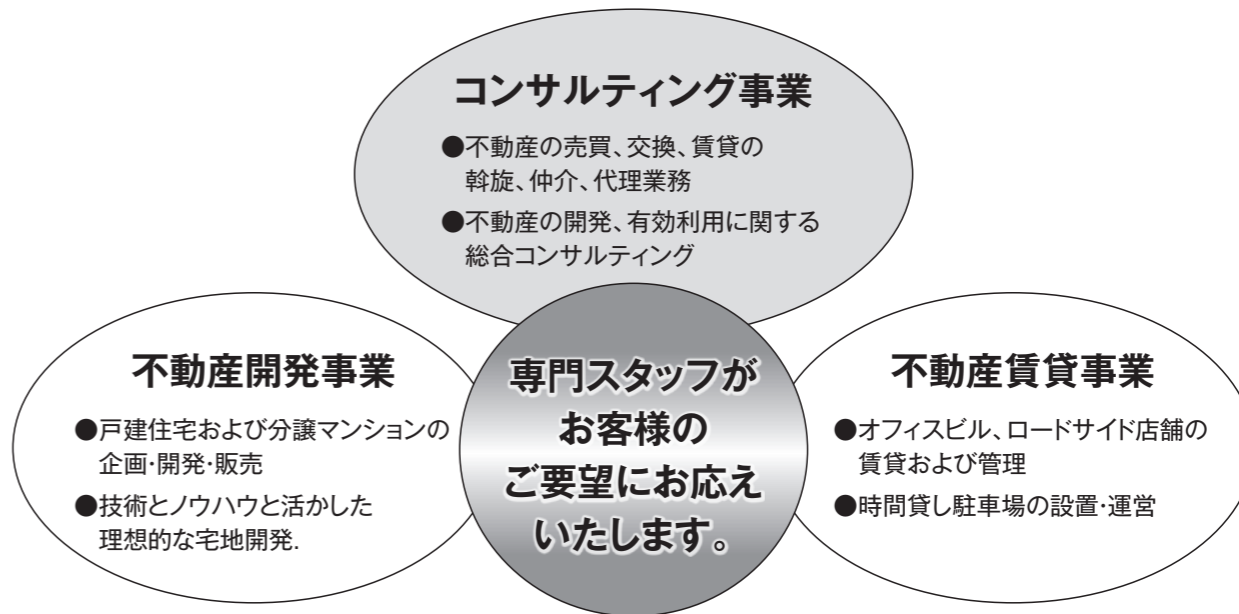 コンサルティング事業
●不動産の売買、交換、賃貸の
斡旋、仲介、代理業務
●不動産の開発、有効利用に関する
総合コンサルティング
不動産開発事業
●戸建住宅および分譲マンションの
企画・開発・販売
●技術とノウハウと活かした
理想的な宅地開発.
専門スタッフが
お客様の
ご要望にお応え
いたします。
不動産賃貸事業
●オフィスビル、ロードサイド店舗の
賃貸および管理
●時間貸し駐車場の設置・運営